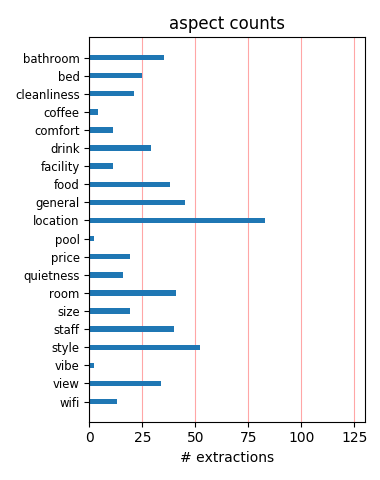 aspect counts
bathroom
bed
cleanliness
coffee
comfort
drink
facility
food
general
location
pool
price
quietness
room
size
staff
style
vibe
view
wifi
0 25 50 75 100 125
# extractions